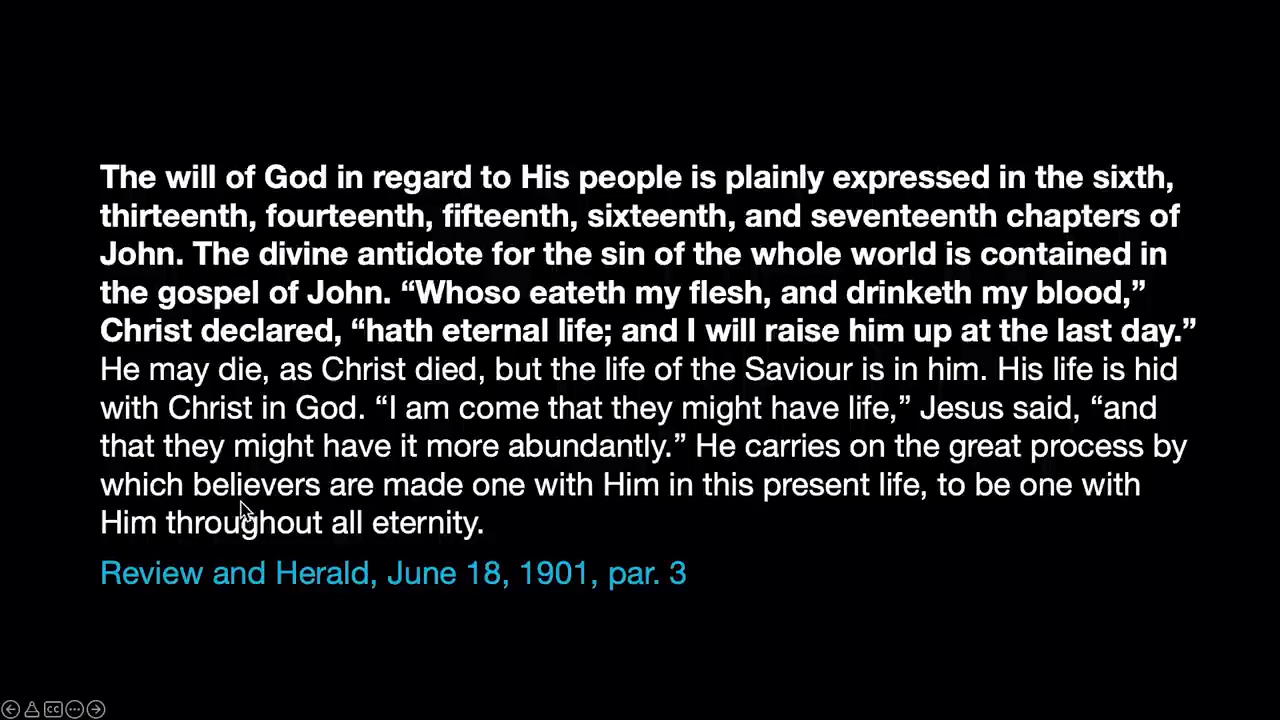 The will of God in regard to His people is plainly expressed in the sixth,
thirteenth, fourteenth, fifteenth, sixteenth, and seventeenth chapters of
John. The divine antidote for the sin of the whole world is contained in
the gospel of John. “Whoso eateth my flesh, and drinketh my blood,”
Christ declared, “hath eternal life; and I will raise him up at the last day.”
He may die, as Christ died, but the life of the Saviour is in him. His life is hid
with Christ in God. “I am come that they might have life,” Jesus said, “and
that they might have it more abundantly.” He carries on the great process by
which believers are made one with Him in this present life, to be one with
Him throughout all eternity.
Review and Herald, June 18, 1901, par. 3
CC